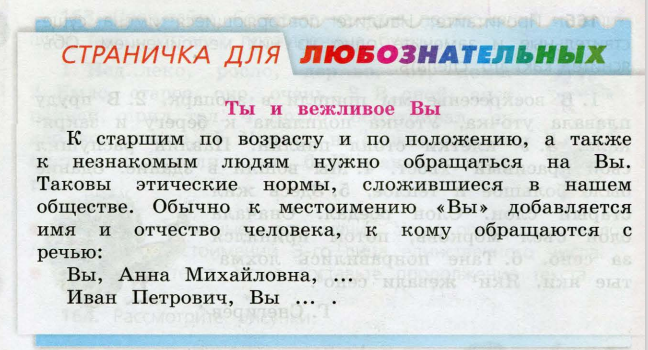 СТРАНИЧКА ДЛЯ ЛЮБОЗНАТЕЛЬНЫХ
Ты и вежливое Вы
К старшим по возрасту и по положению, а также
к незнакомым людям нужно обращаться на Вы.
Таковы этические нормы, сложившиеся в нашем
обществе. Обычно к местоимению «Вы» добавляется
имя и отчество человека, к кому обращаются с
речью:
Вы, Анна Михайловна, ... .
Иван Петрович, Вы ... .